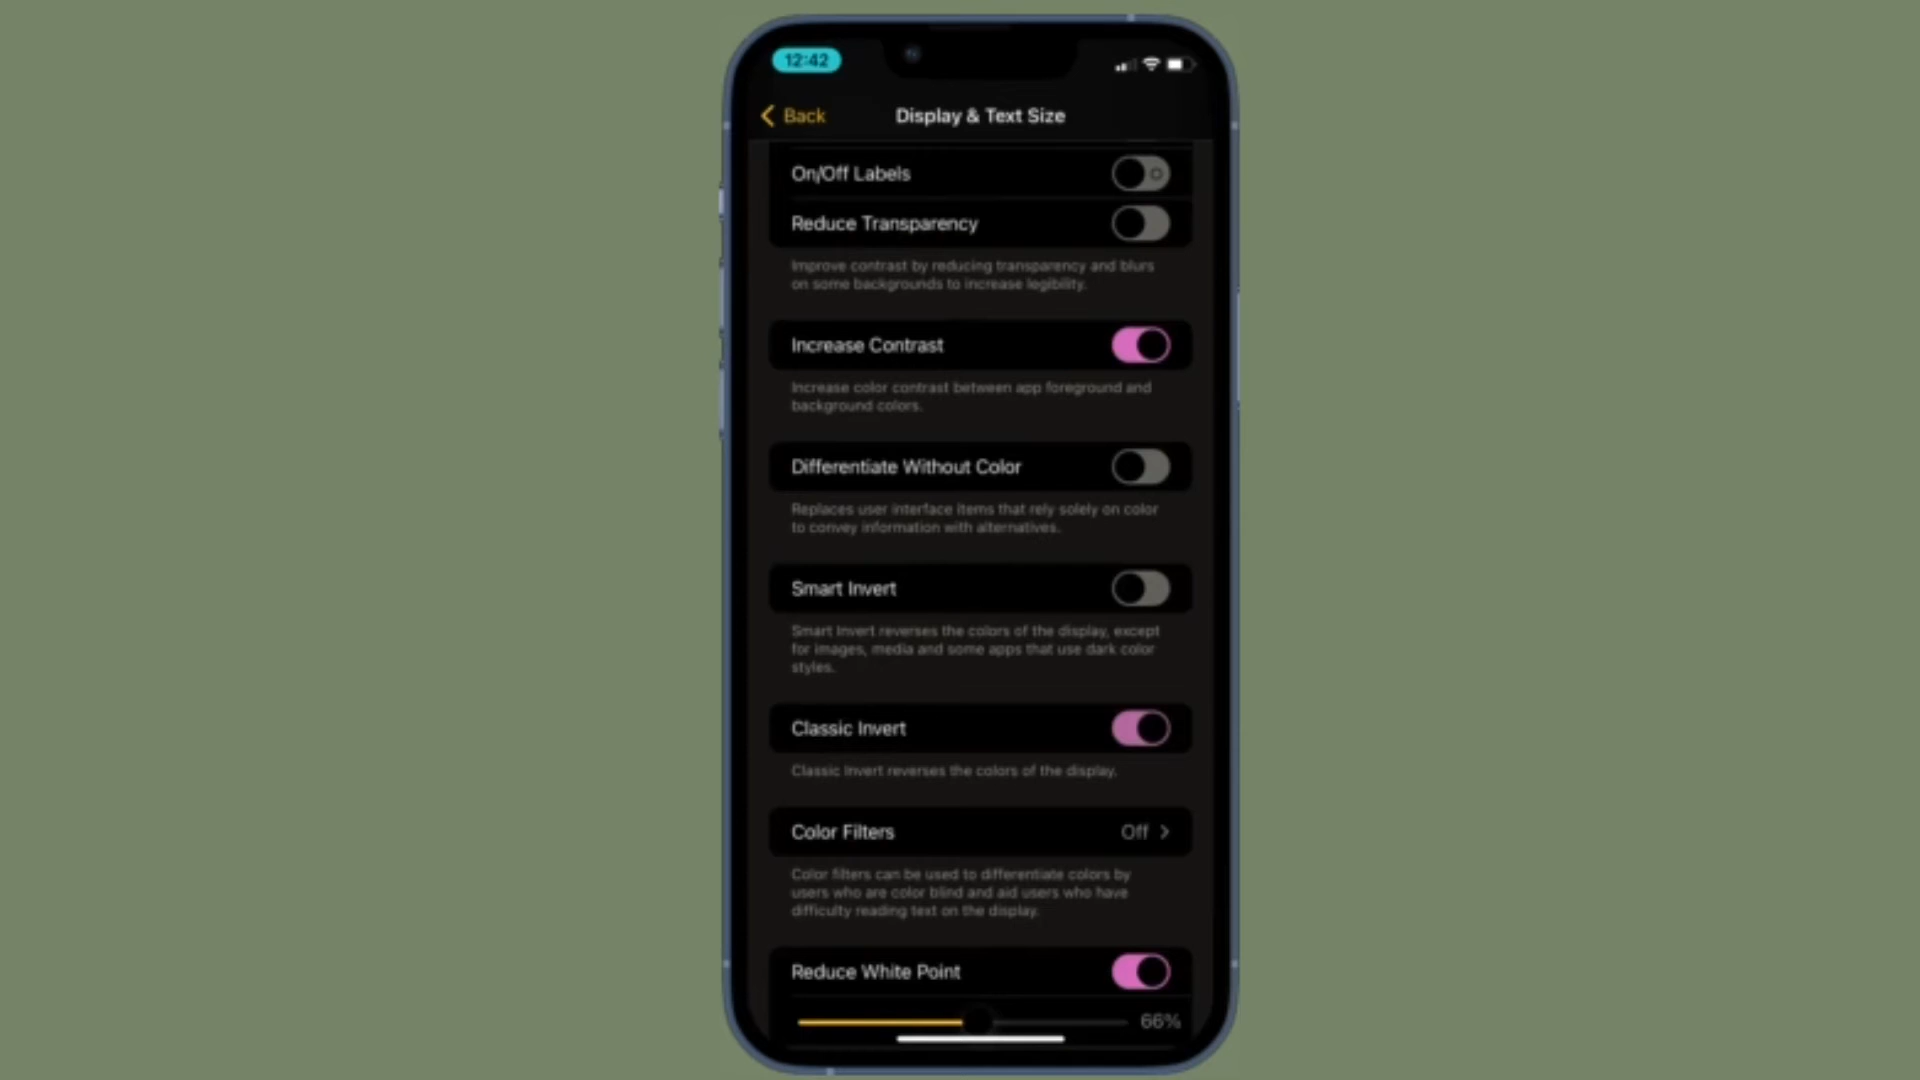 12:42
Back
Display & Text Size
On/Off Labels
Reduce Transparency
Improve contrast by reducing transparency and blurs
on some backgrounds to increase legibility.
Increase Contrast
Increase color contrast between app foreground and
background colors.
Differentiate Without Color
Replaces user interface items that rely solely on color
to convey information with alternatives.
Smart Invert
Smart Invert reverses the colors of the display, except
for images, media and some apps that use dark color
styles.
Classic Invert
Classic Invert reverses the colors of the display.
Color Filters Off
Color filters can be used to differentiate colors by
users who are color blind and aid users who have
difficulty reading text on the display.
Reduce White Point
66%